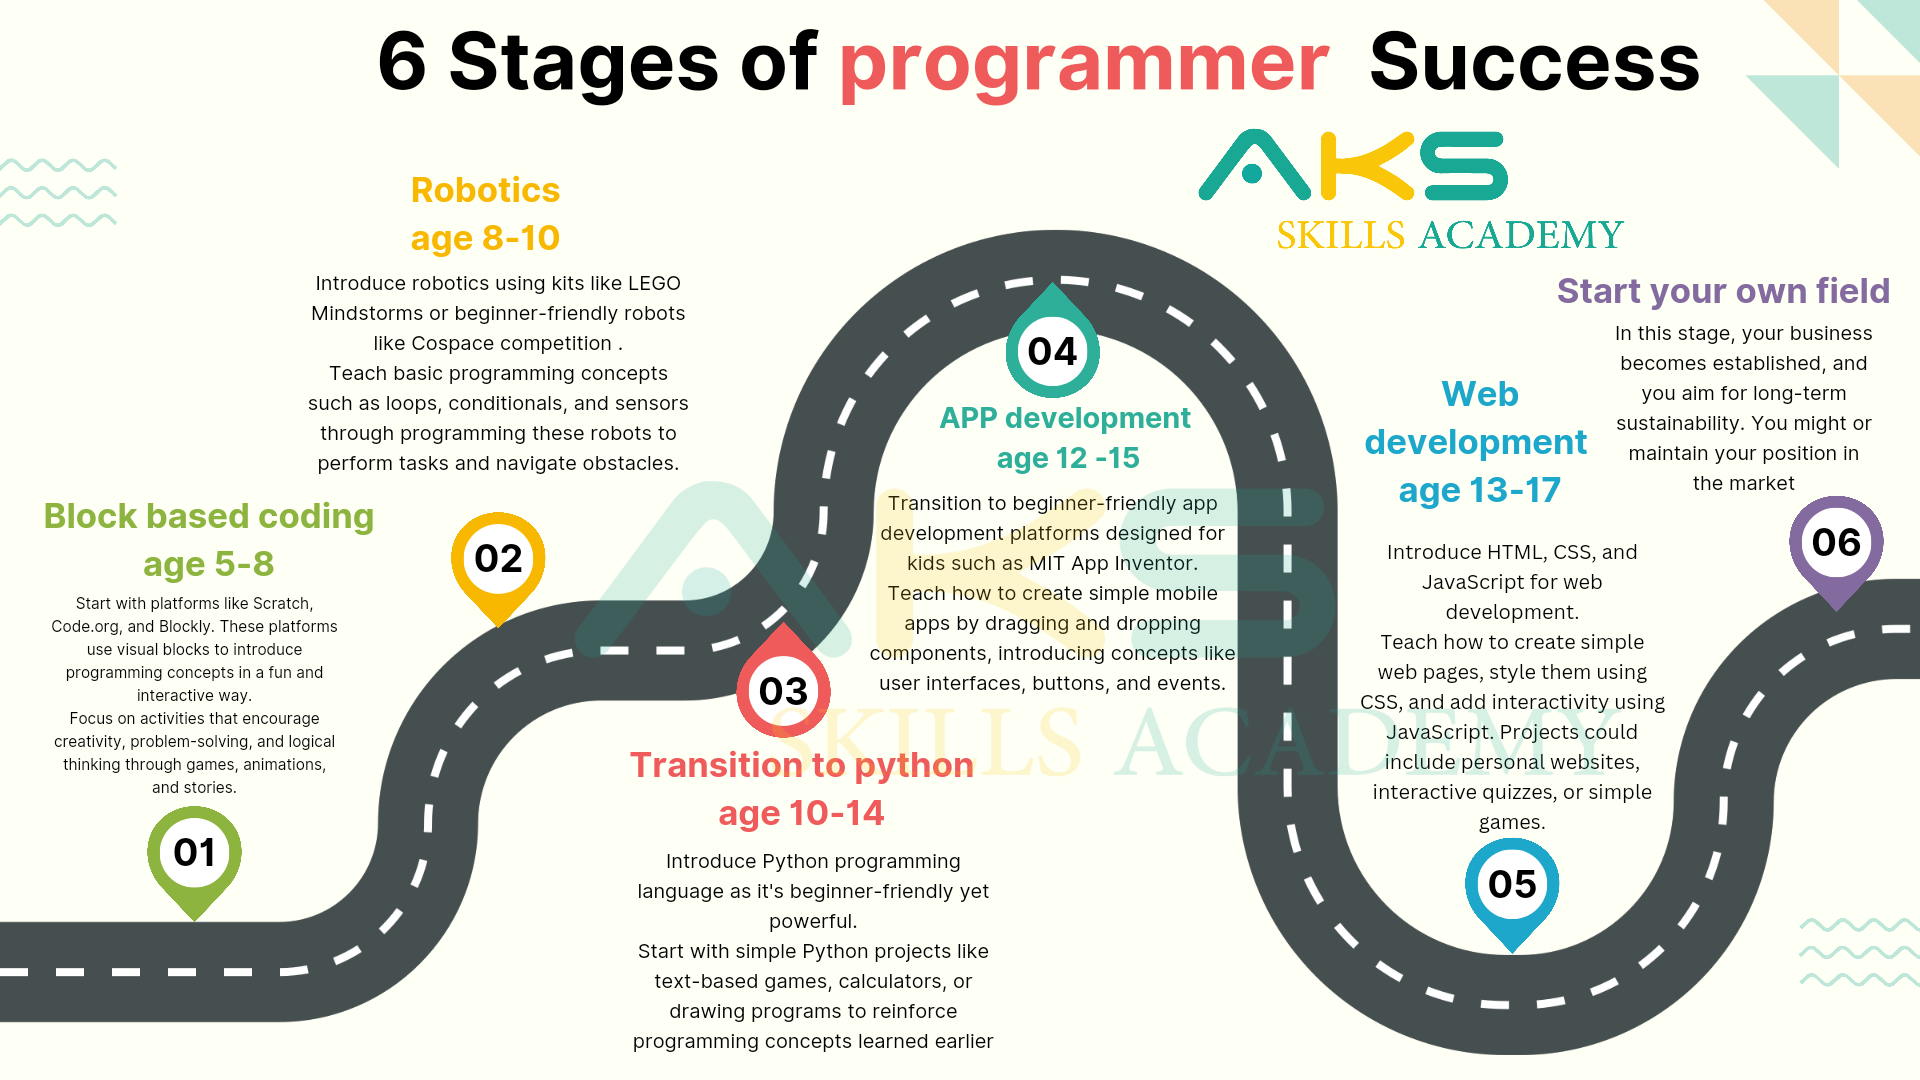 6 Stages of programmer Success
AKS
SKILLS ACADEMY
Block based coding
age 5-8
Start with platforms like Scratch,
Code.org, and Blockly. These platforms
use visual blocks to introduce
programming concepts in a fun and
interactive way.
Focus on activities that encourage
creativity, problem-solving, and logical
thinking through games, animations,
and stories.
01
Robotics
age 8-10
Introduce robotics using kits like LEGO
Mindstorms or beginner-friendly robots
like Cospace competition .
Teach basic programming concepts
such as loops, conditionals, and sensors
through programming these robots to
perform tasks and navigate obstacles.
02
03
Transition to python
age 10-14
Introduce Python programming
language as it's beginner-friendly yet
powerful.
Start with simple Python projects like
text-based games, calculators, or
drawing programs to reinforce
programming concepts learned earlier
04
APP development
age 12 -15
Transition to beginner-friendly app
development platforms designed for
kids such as MIT App Inventor.
Teach how to create simple mobile
apps by dragging and dropping
components, introducing concepts like
user interfaces, buttons, and events.
Web
development
age 13-17
Introduce HTML, CSS, and
JavaScript for web
development.
Teach how to create simple
web pages, style them using
CSS, and add interactivity using
JavaScript. Projects could
include personal websites,
interactive quizzes, or simple
games.
05
Start your own field
In this stage, your business
becomes established, and
you aim for long-term
sustainability. You might or
maintain your position in
the market
06
AKS
SKILLS ACADEMY